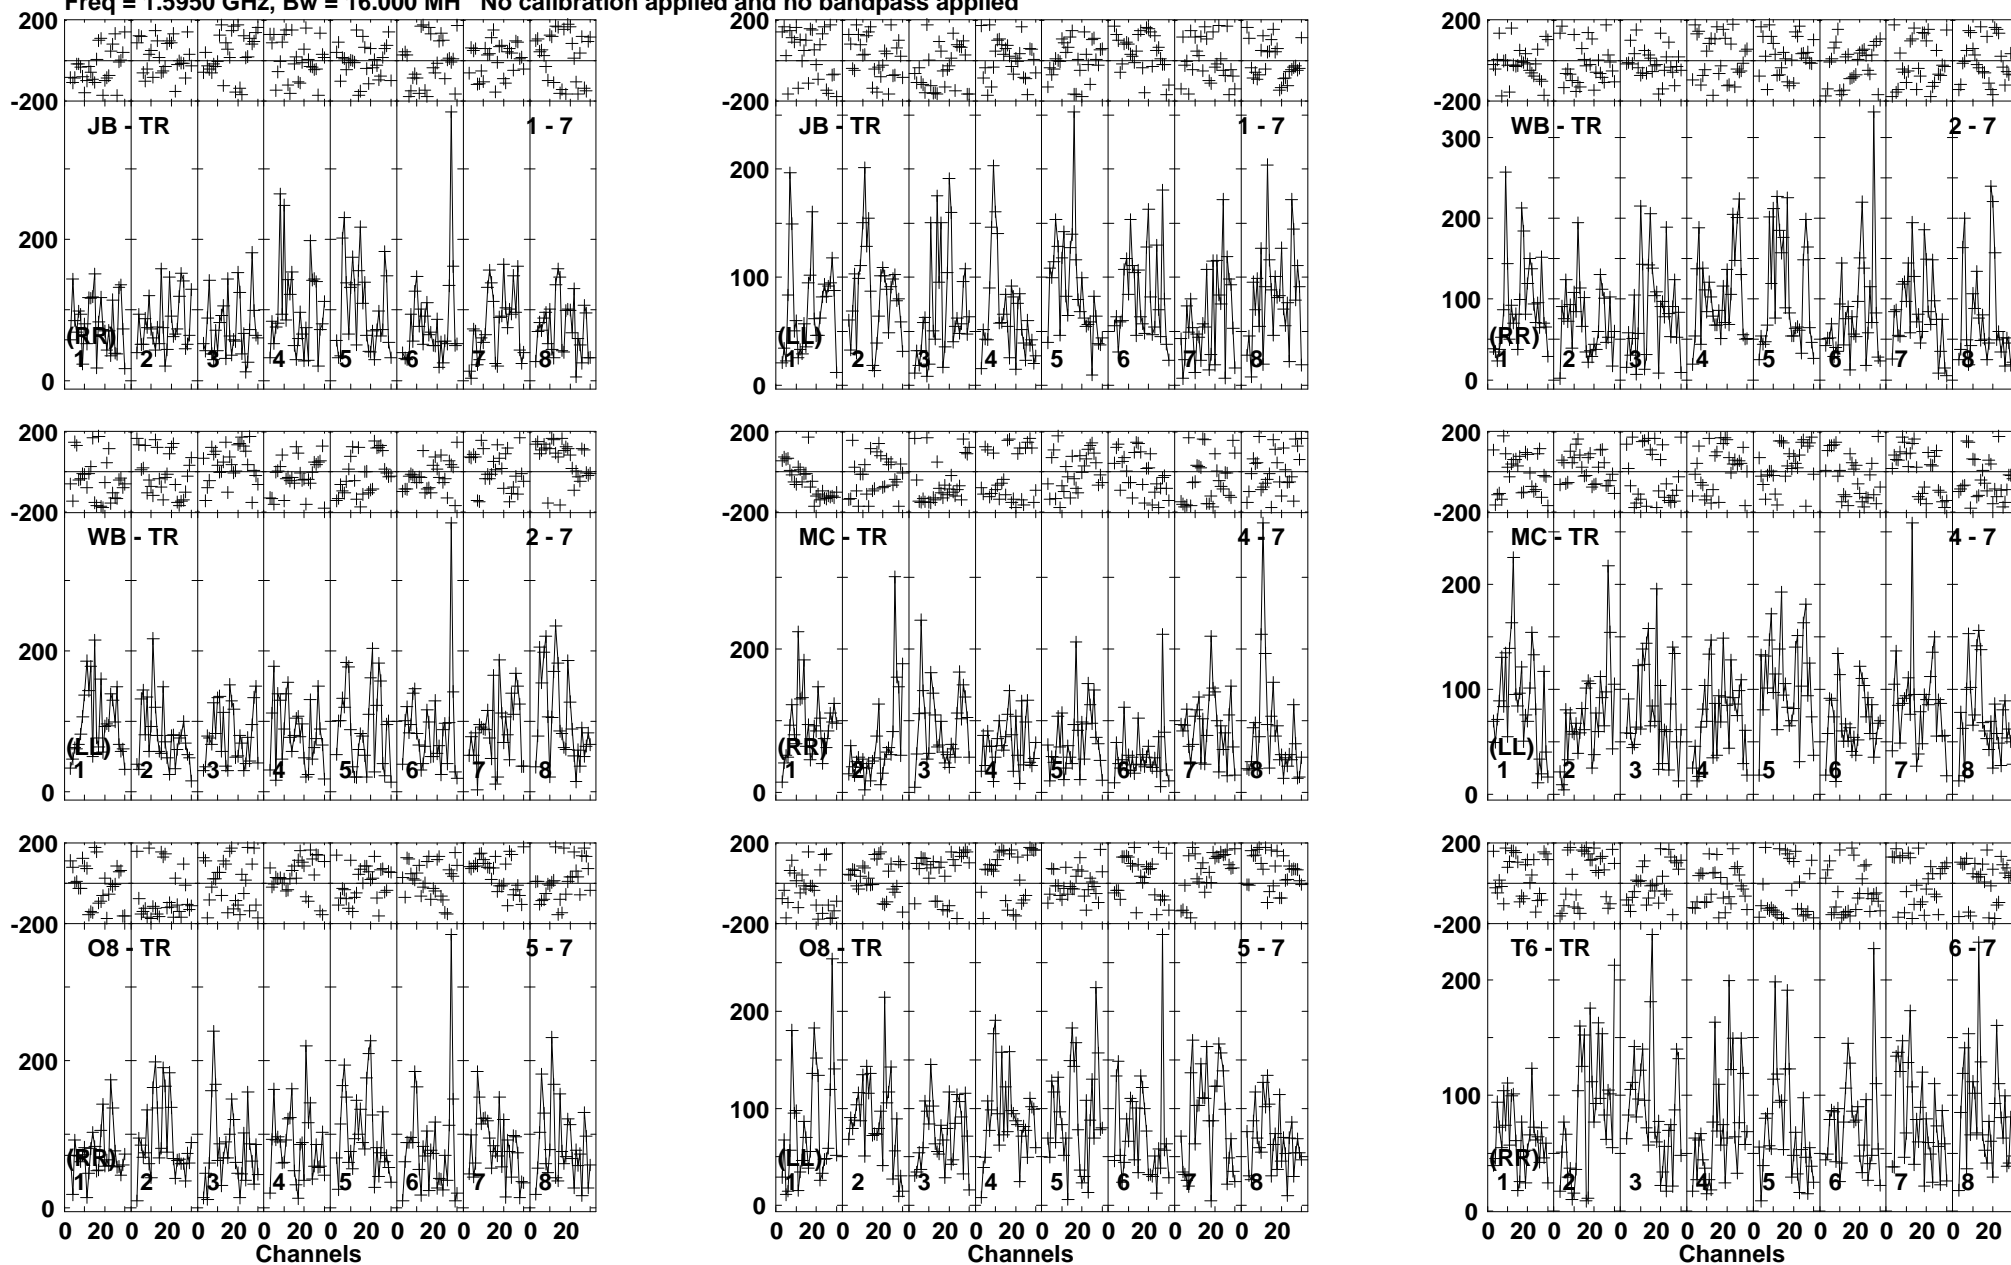 Freq = 1.5950 GHz, Bw = 16.000 MH No calibration applied and no bandpass applied
200 200 200
-200 -200 -200
JB - TR 1 - 7 JB - TR 1 - 7 WB - TR 2 - 7
300
200 200 200
100 100
(RR) (LL) (RR)
1 2 3 4 5 6 7 8 1 2 3 4 5 6 7 8 1 2 3 4 5 6 7 8
0 0 0
200 200 200
-200 -200 -200
WB - TR 2 - 7 MC - TR 4 - 7 MC - TR 4 - 7
200 200 200
100
(LL) (RR) (LL)
1 2 3 4 5 6 7 8 1 2 3 4 5 6 7 8 1 2 3 4 5 6 7 8
0 0 0
200 200 200
-200 -200 -200
O8 - TR 5 - 7 O8 - TR 5 - 7 T6 - TR 6 - 7
200 200 200
100 100
(RR) (LL) (RR)
1 2 3 4 5 6 7 8 1 2 3 4 5 6 7 8 1 2 3 4 5 6 7 8
0 0 0
0 20 0 20 0 20 0 20 0 20 0 20 0 20 0 20 0 20 0 20 0 20 0 20 0 20 0 20 0 20 0 20 0 20 0 20 0 20 0 20 0 20 0 20 0 20 0 20
Channels Channels Channels